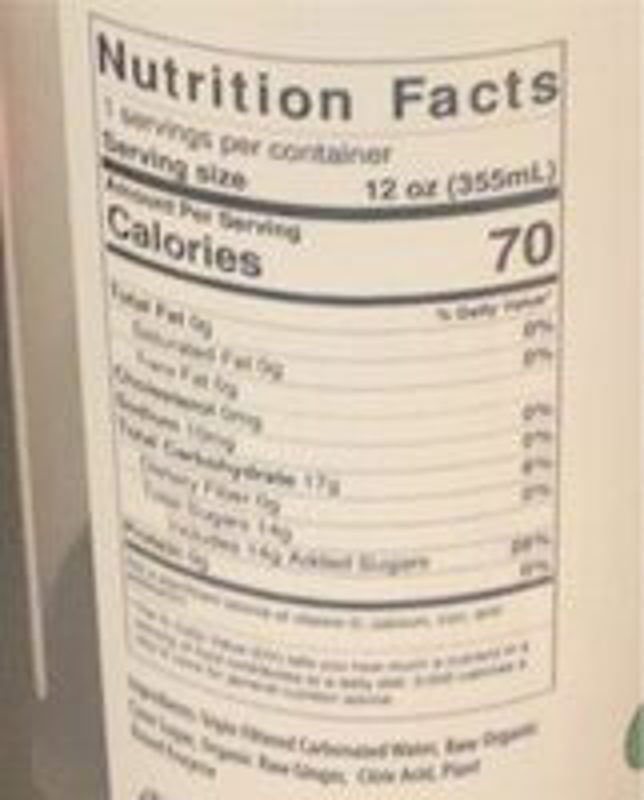 Nutrition Facts
1 servings per container
Serving size 12 oz (355mL)
Amount Per Serving
Calories 70
% Daily Value*
Total Fat 0g 0%
Saturated Fat 0g 0%
Trans Fat 0g
Cholesterol 0mg 0%
Sodium 10mg 0%
Total Carbohydrate 17g 6%
Dietary Fiber 0g 0%
Total Sugars 14g
Includes 14g Added Sugars
Protein 0g 0%
Ingredients: Triple Filtered Carbonated Water, Raw Organic
Cane Sugar, Organic Raw Ginger, Citric Acid, Plant
Based Enzyme